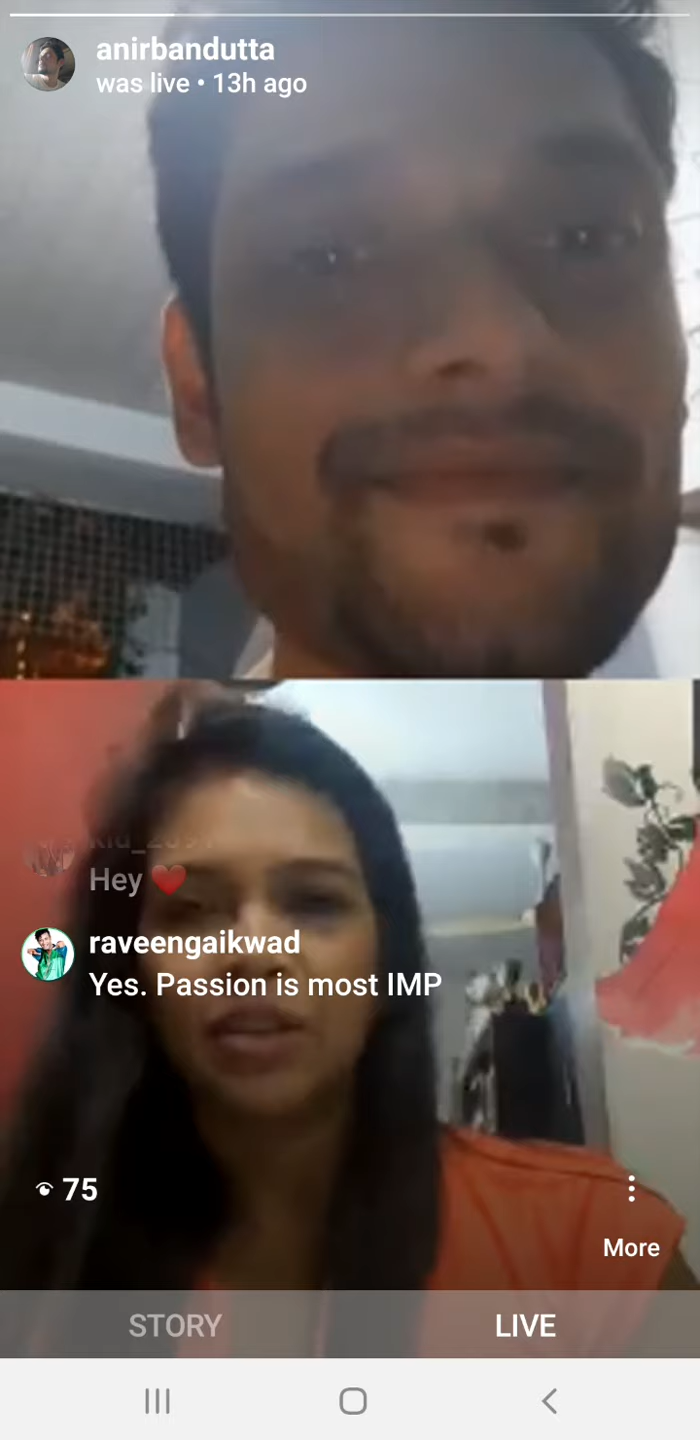 anirbandutta
was live • 13h ago
Hey ❤️
raveengaikwad
Yes. Passion is most IMP
75
More
STORY
LIVE